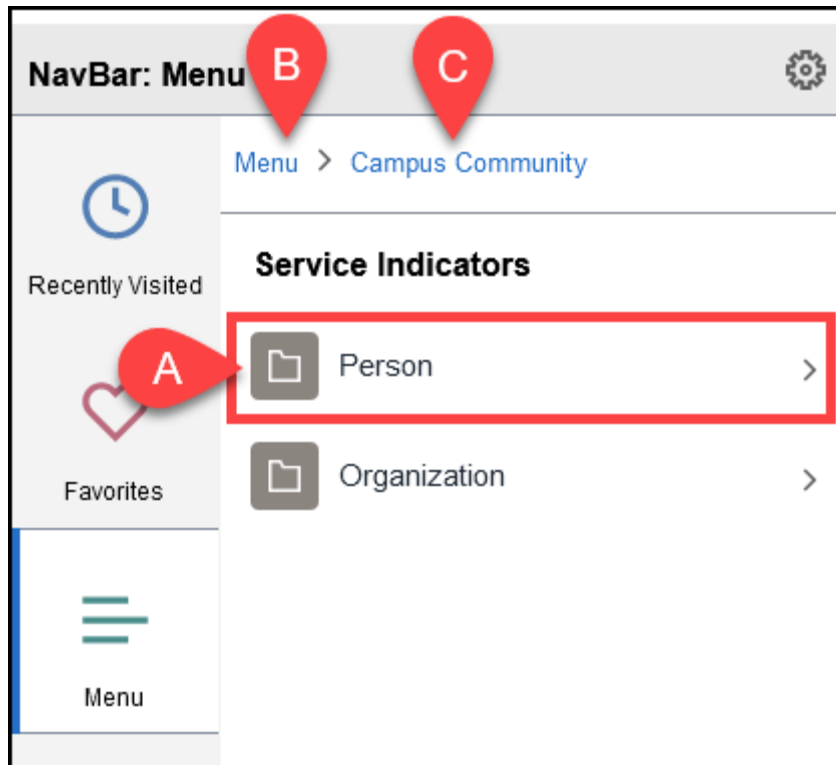 NavBar: Menu
B
C
Menu > Campus Community
Recently Visited
Service Indicators
A
Person
Organization
Favorites
Menu